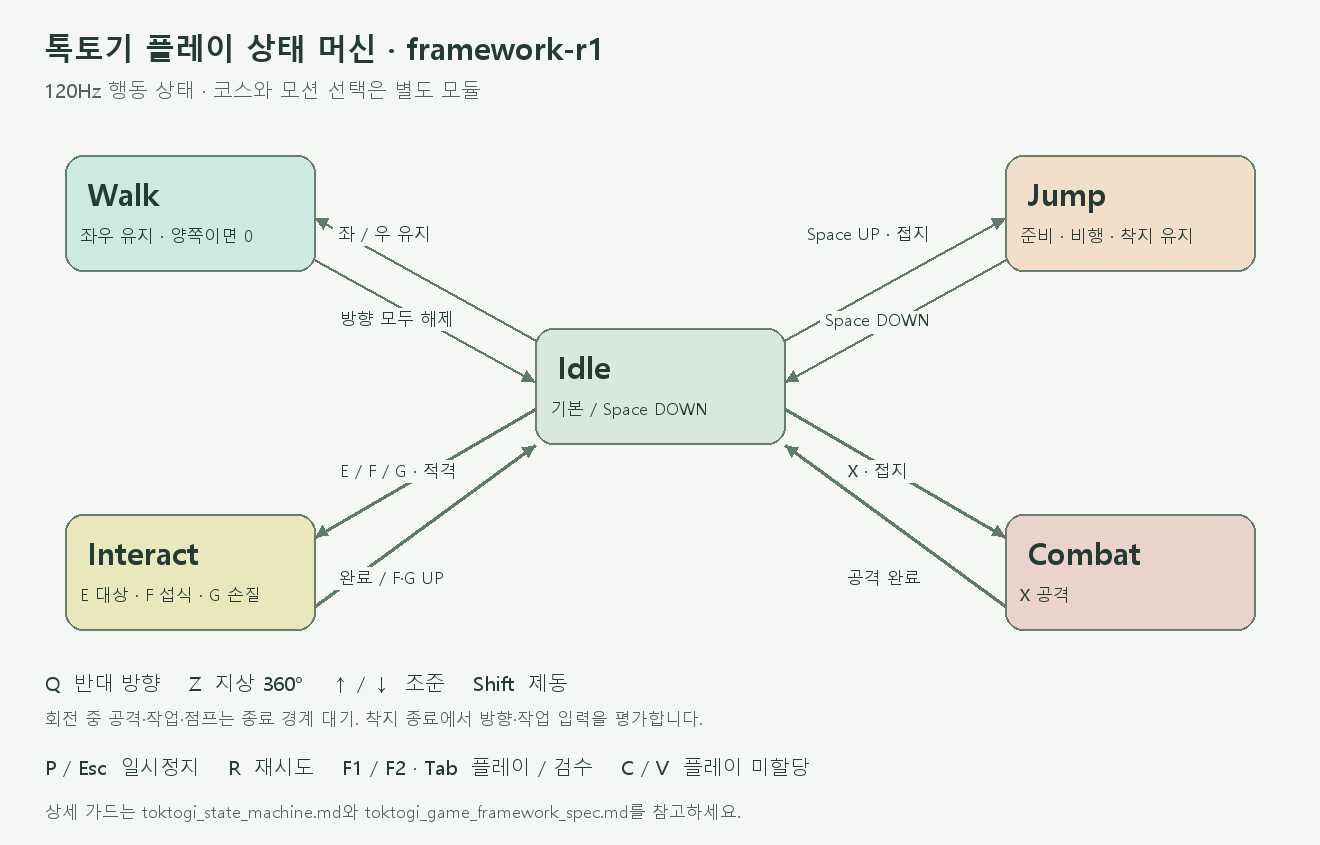 톡토기 플레이 상태 머신 · framework-r1
120Hz 행동 상태 · 코스와 모션 선택은 별도 모듈
Walk
좌우 유지 · 양쪽이면 0
Jump
준비 · 비행 · 착지 유지
좌 / 우 유지
Space UP · 접지
방향 모두 해제
Space DOWN
Idle
기본 / Space DOWN
E / F / G · 적격
X · 접지
Interact
E 대상 · F 섭식 · G 손질
Combat
X 공격
완료 / F·G UP
공격 완료
Q 반대 방향 Z 지상 360° ↑ / ↓ 조준 Shift 제동
회전 중 공격·작업·점프는 종료 경계 대기. 착지 종료에서 방향·작업 입력을 평가합니다.
P / Esc 일시정지 R 재시도 F1 / F2 · Tab 플레이 / 검수 C / V 플레이 미할당
상세 가드는 toktogi_state_machine.md와 toktogi_game_framework_spec.md를 참고하세요.